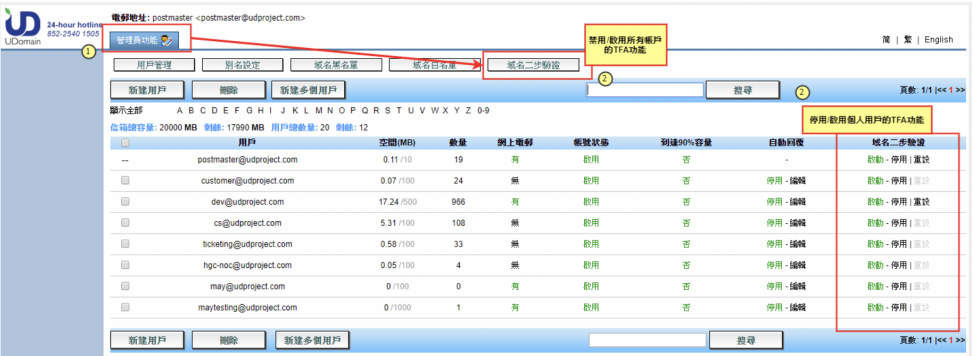 電郵地址: postmaster <postmaster@udproject.com>
UDomain
24-hour hotline
852-2540 1505
1
管理員功能
禁用/啟用所有帳戶
的TFA功能
简 | 繁 | English
用戶管理 別名設定 域名黑名單 域名白名單 域名二步驗證
2
新建用戶 刪除 新建多個用戶 搜尋 2 頁數: 1/1 |<< 1 >>
顯示全部 A B C D E F G H I J K L M N O P Q R S T U V W X Y Z 0-9
停用/啟用個人用戶的TFA功能
信箱總容量: 20000 MB 剩餘: 17990 MB 用戶總數量: 20 剩餘: 12
用戶 空間(MB) 數量 網上電郵 帳號狀態 到達90%容量 自動回覆 域名二步驗證
-- postmaster@udproject.com 0.11 /10 19 有 啟用 否 - 啟動 - 停用 | 重設
customer@udproject.com 0.07 /100 24 無 啟用 否 停用 - 編輯 啟動 - 停用 | 重設
dev@udproject.com 17.24 /500 966 有 啟用 否 停用 - 編輯 啟動 - 停用 | 重設
cs@udproject.com 5.31 /100 108 無 啟用 否 停用 - 編輯 啟動 - 停用 | 重設
ticketing@udproject.com 0.58 /100 33 無 啟用 否 停用 - 編輯 啟動 - 停用 | 重設
hgc-noc@udproject.com 0.05 /100 4 無 啟用 否 停用 - 編輯 啟動 - 停用 | 重設
may@udproject.com 0 /100 0 有 啟用 否 停用 - 編輯 啟動 - 停用 | 重設
maytesting@udproject.com 0 /1000 1 有 啟用 否 停用 - 編輯 啟動 - 停用 | 重設
新建用戶 刪除 新建多個用戶 搜尋 頁數: 1/1 |<< 1 >>